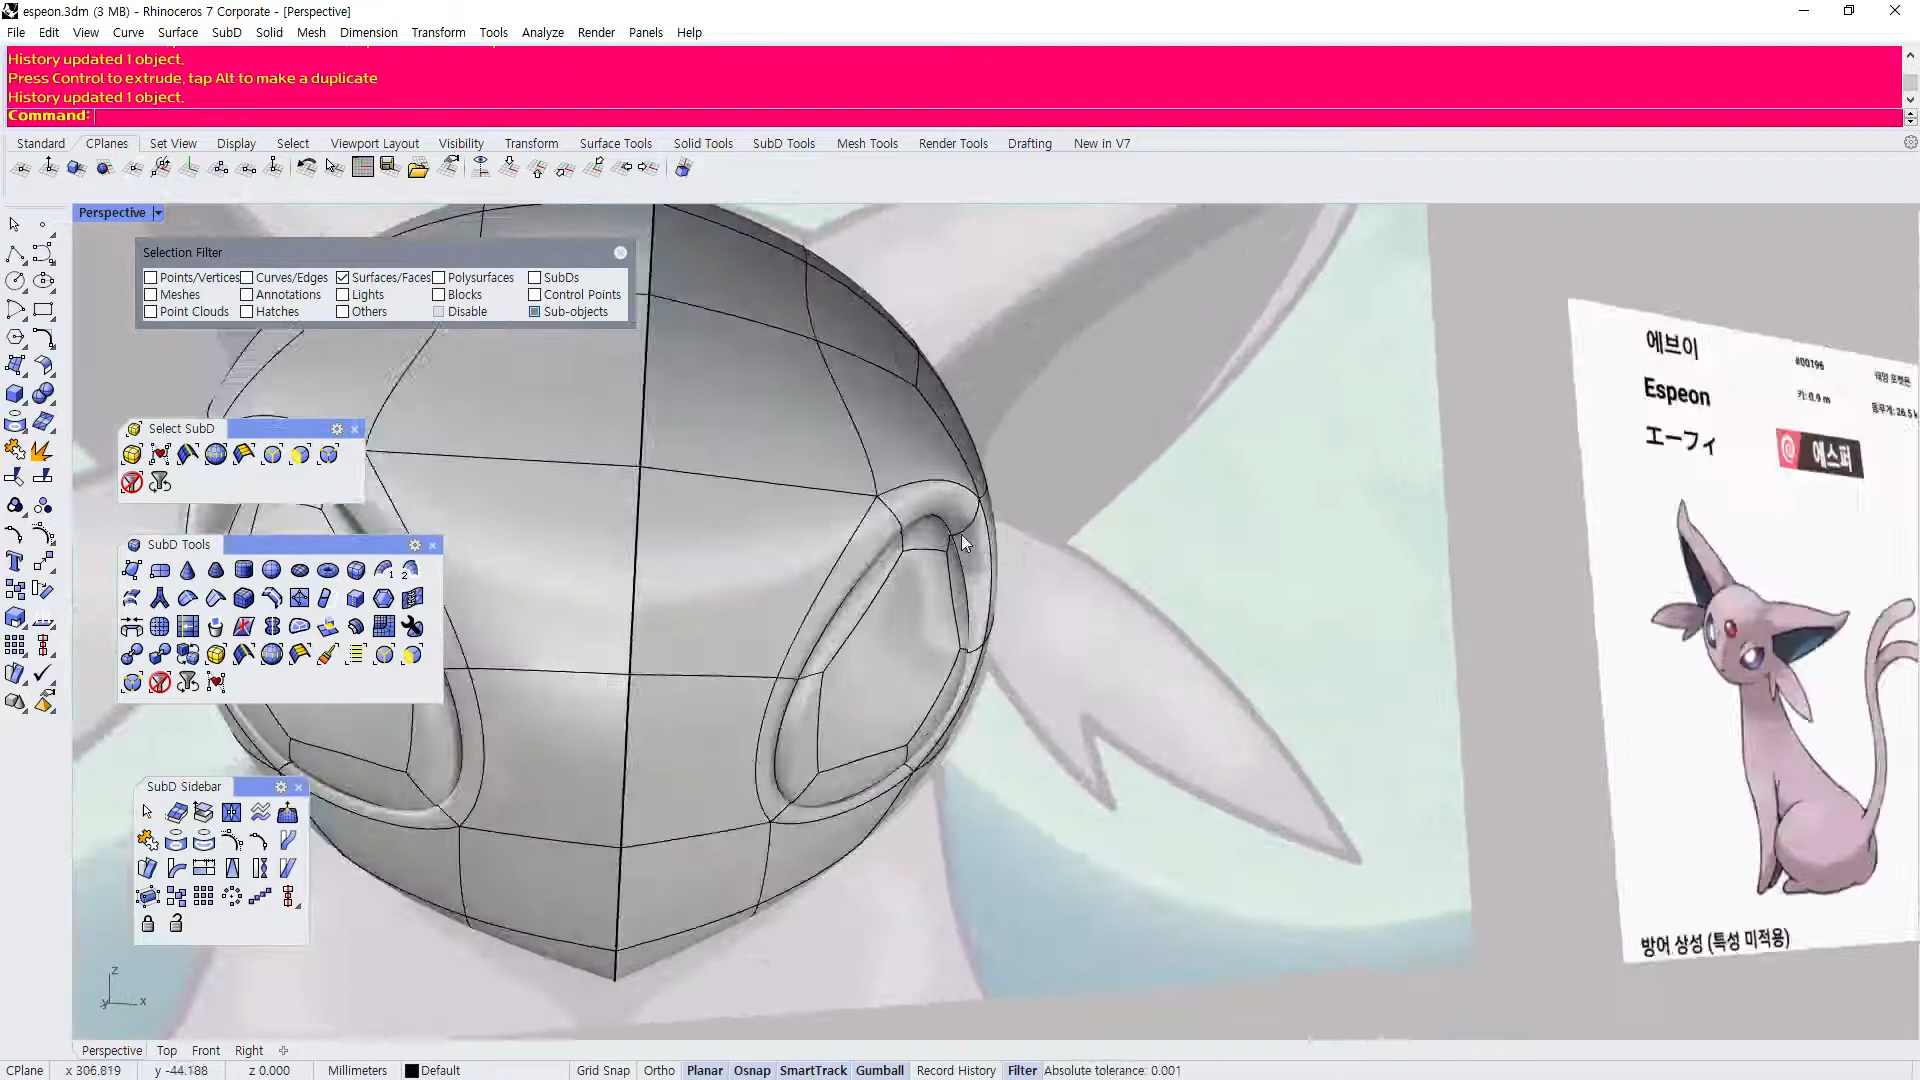 espeon.3dm (3 MB) - Rhinoceros 7 Corporate - [Perspective]
File Edit View Curve Surface SubD Solid Mesh Dimension Transform Tools Analyze Render Panels Help
History updated 1 object.
Press Control to extrude, tap Alt to make a duplicate
History updated 1 object.
Command:
Standard CPlanes Set View Display Select Viewport Layout Visibility Transform Surface Tools Solid Tools SubD Tools Mesh Tools Render Tools Drafting New in V7
Perspective
Selection Filter
Points/Vertices Curves/Edges Surfaces/Faces Polysurfaces SubDs
Meshes Annotations Lights Blocks Control Points
Point Clouds Hatches Others Disable Sub-objects
에브이
#00196
Espeon
키: 0.9 m
エーフィ
에스퍼
Select SubD
SubD Tools
1 2
SubD Sidebar
방어 상성 (특성 미적용)
z
y x
Perspective Top Front Right
CPlane x 306.819 y -44.188 z 0.000 Millimeters Default Grid Snap Ortho Planar Osnap SmartTrack Gumball Record History Filter Absolute tolerance: 0.001